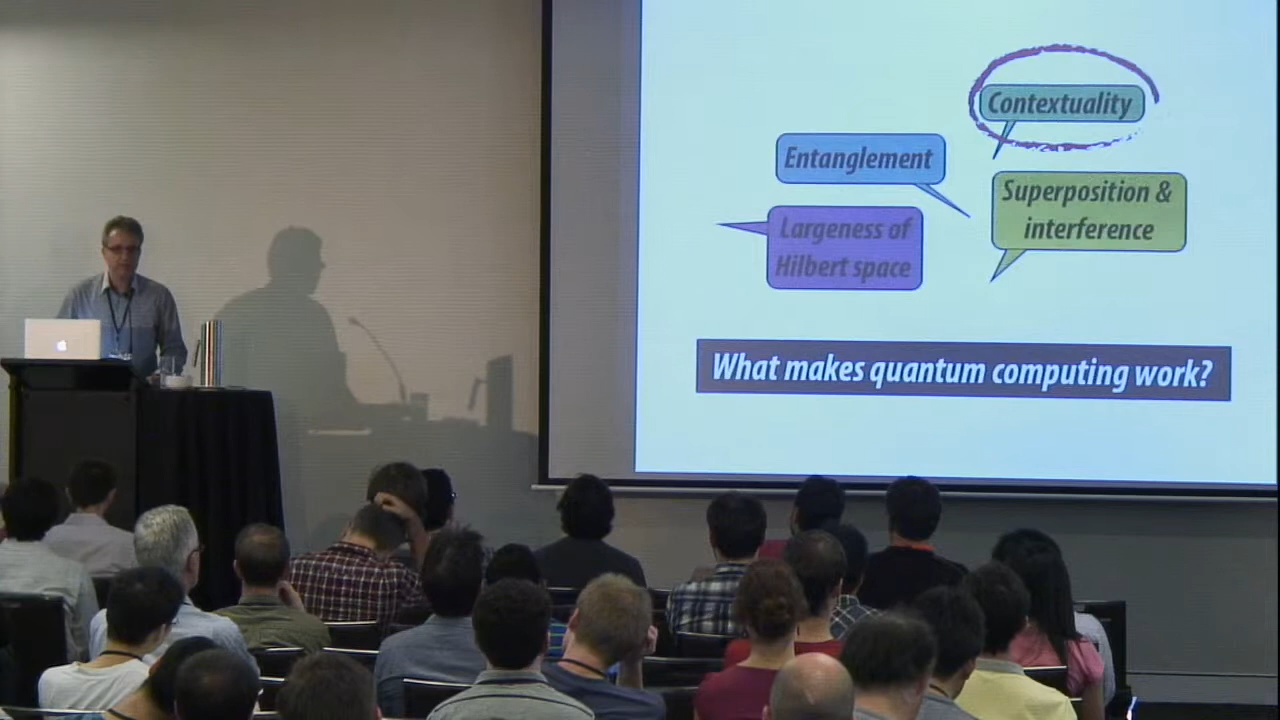 Contextuality
Entanglement
Superposition &
interference
Largeness of
Hilbert space
What makes quantum computing work?